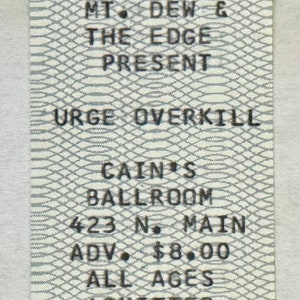 MT. DEW &
THE EDGE
PRESENT
URGE OVERKILL
CAIN'S
BALLROOM
423 N. MAIN
ADV. $8.00
ALL AGES